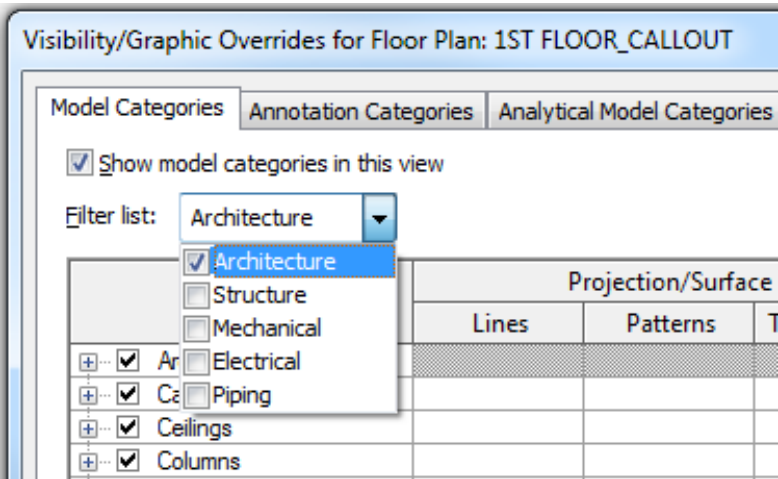 Visibility/Graphic Overrides for Floor Plan: 1ST FLOOR_CALLOUT
Model Categories Annotation Categories Analytical Model Categories
Show model categories in this view
Filter list: Architecture
Architecture
Structure
Mechanical
Electrical
Piping
Projection/Surface
Lines Patterns
Ceilings
Columns